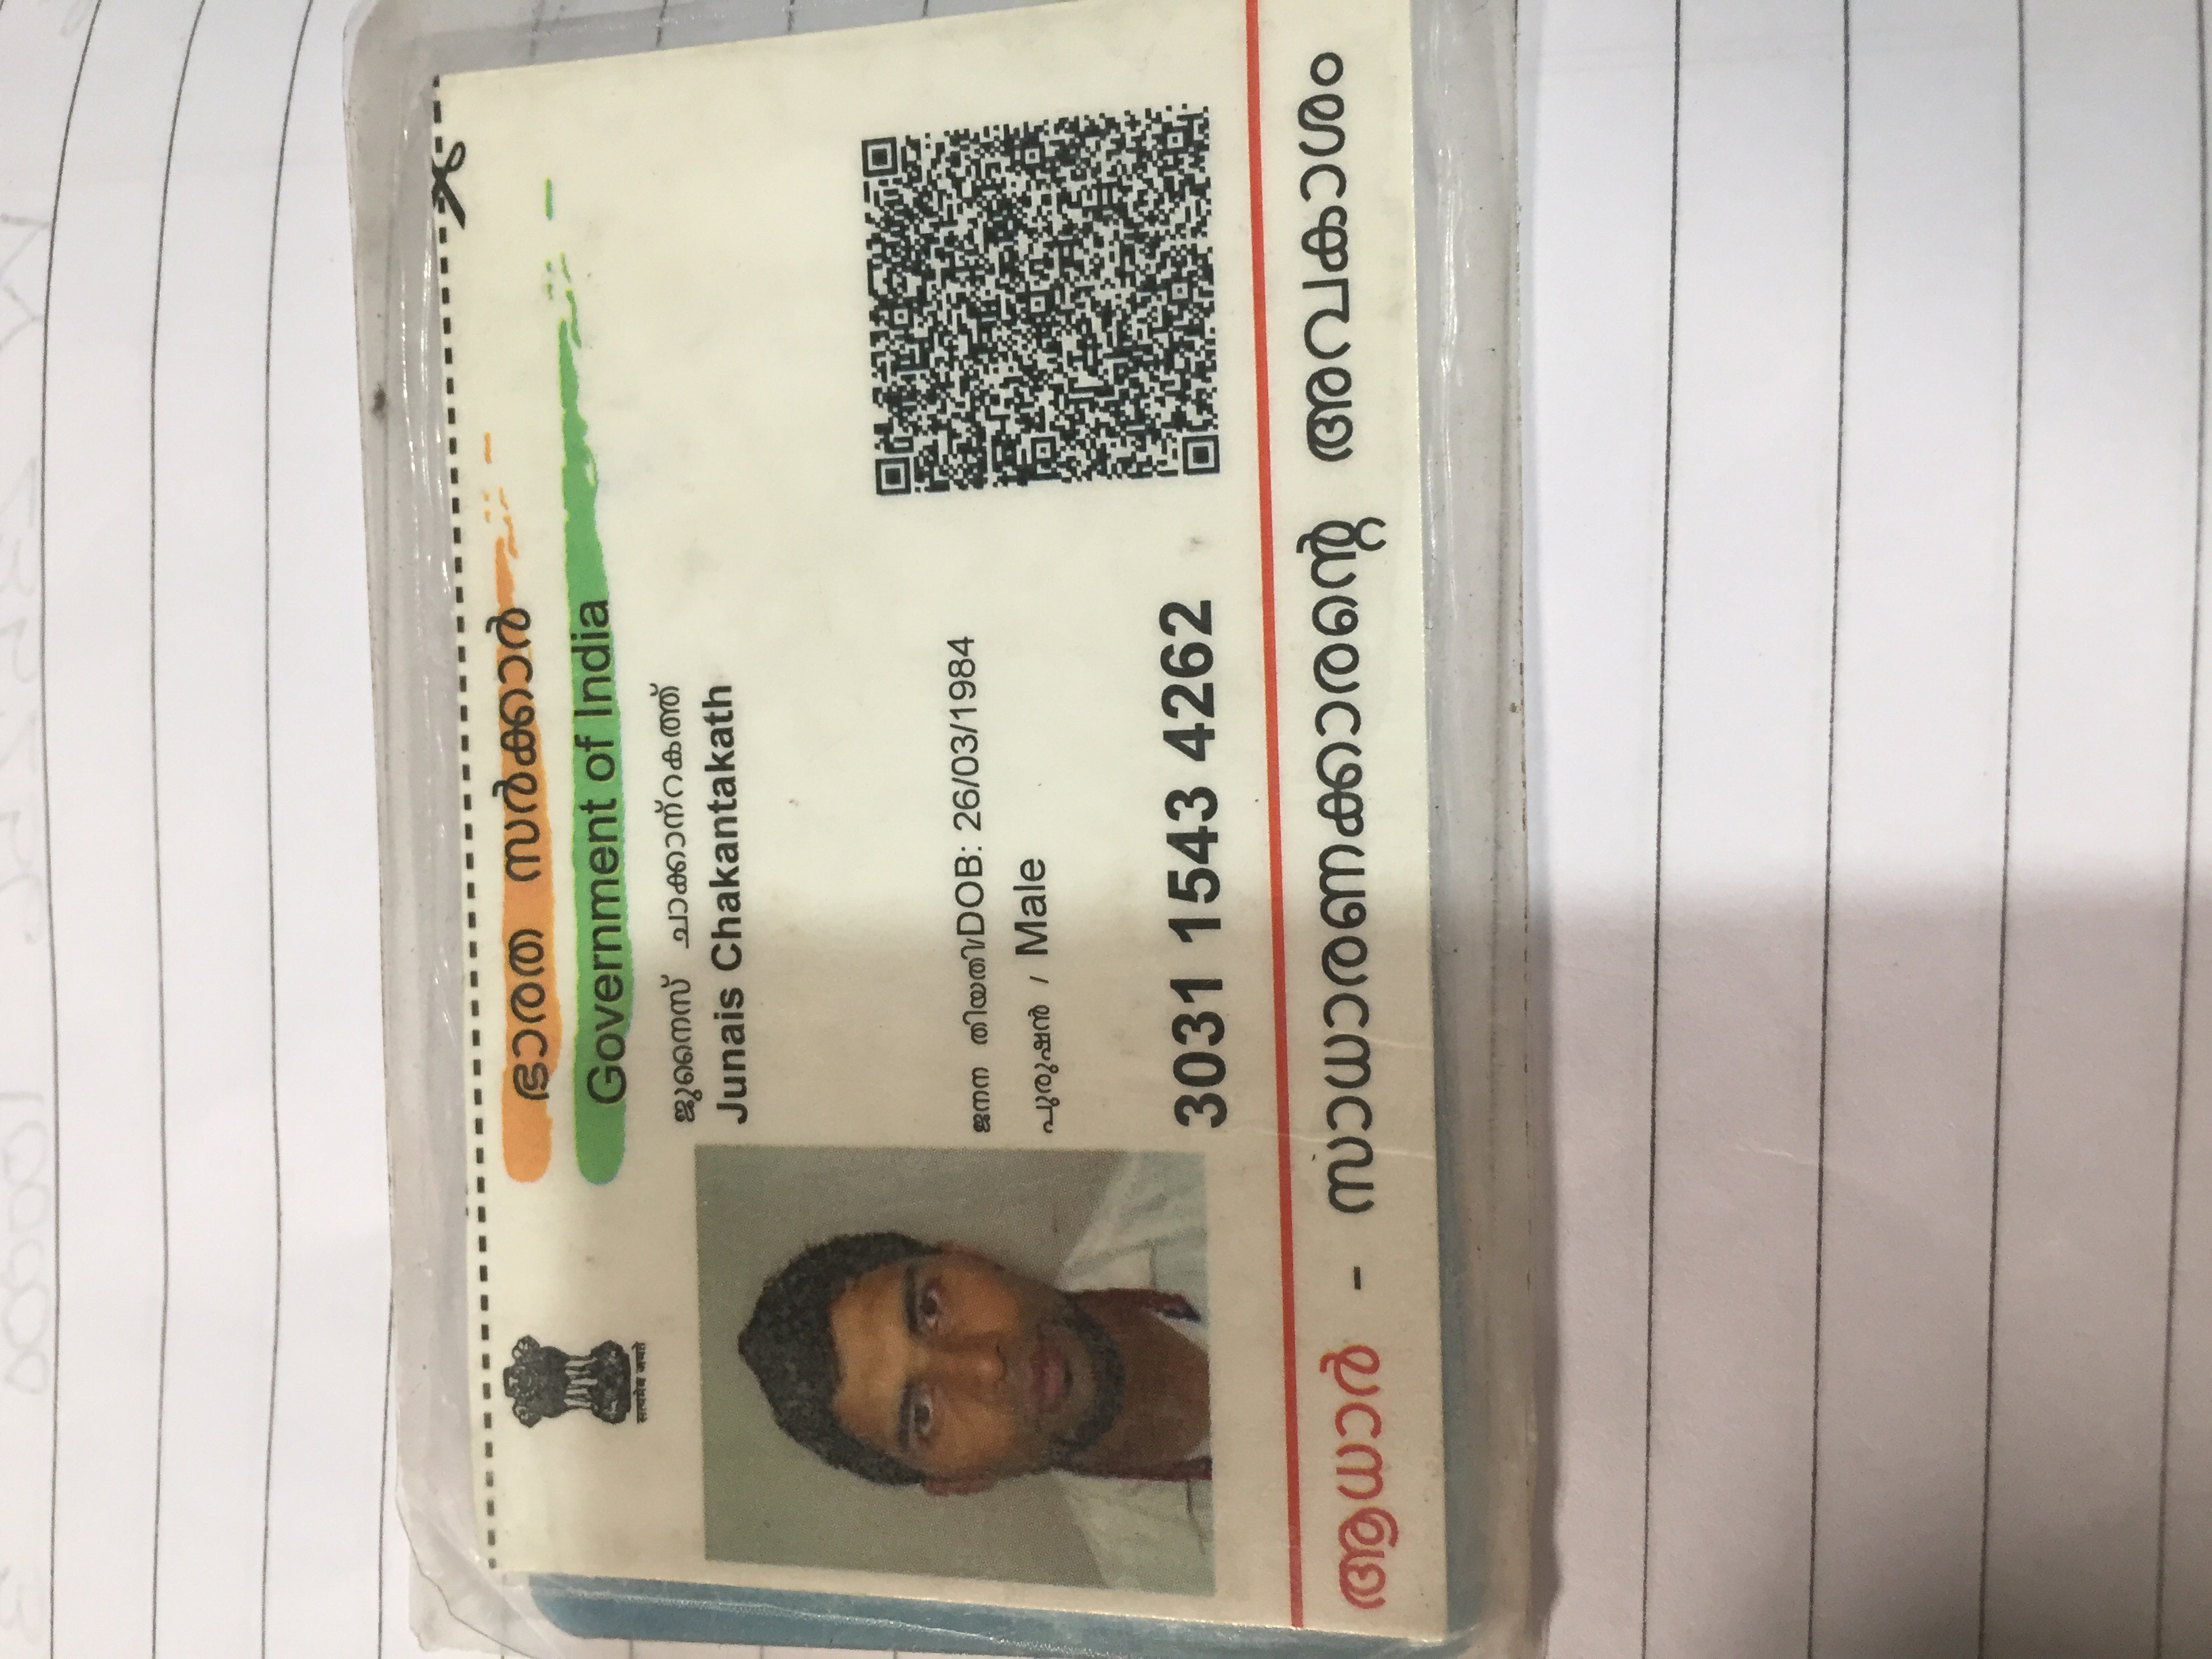 ഭാരത സർക്കാർ
Government of India
सत्यमेव जयते
ജുനൈസ് ചാക്കാന്റകത്ത്
Junais Chakantakath
ജനന തിയതി/DOB: 26/03/1984
പുരുഷൻ / Male
3031 1543 4262
ആധാർ - സാധാരണക്കാരന്റെ അവകാശം